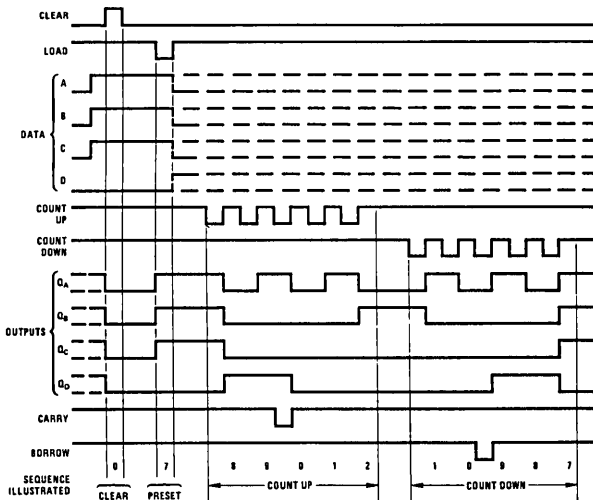 CLEAR
LOAD
A
B
DATA
C
D
COUNT UP
COUNT DOWN
QA
QB
OUTPUTS
QC
QD
CARRY
BORROW
0 7 8 9 0 1 2 1 0 9 8 7
SEQUENCE ILLUSTRATED
CLEAR PRESET COUNT UP COUNT DOWN